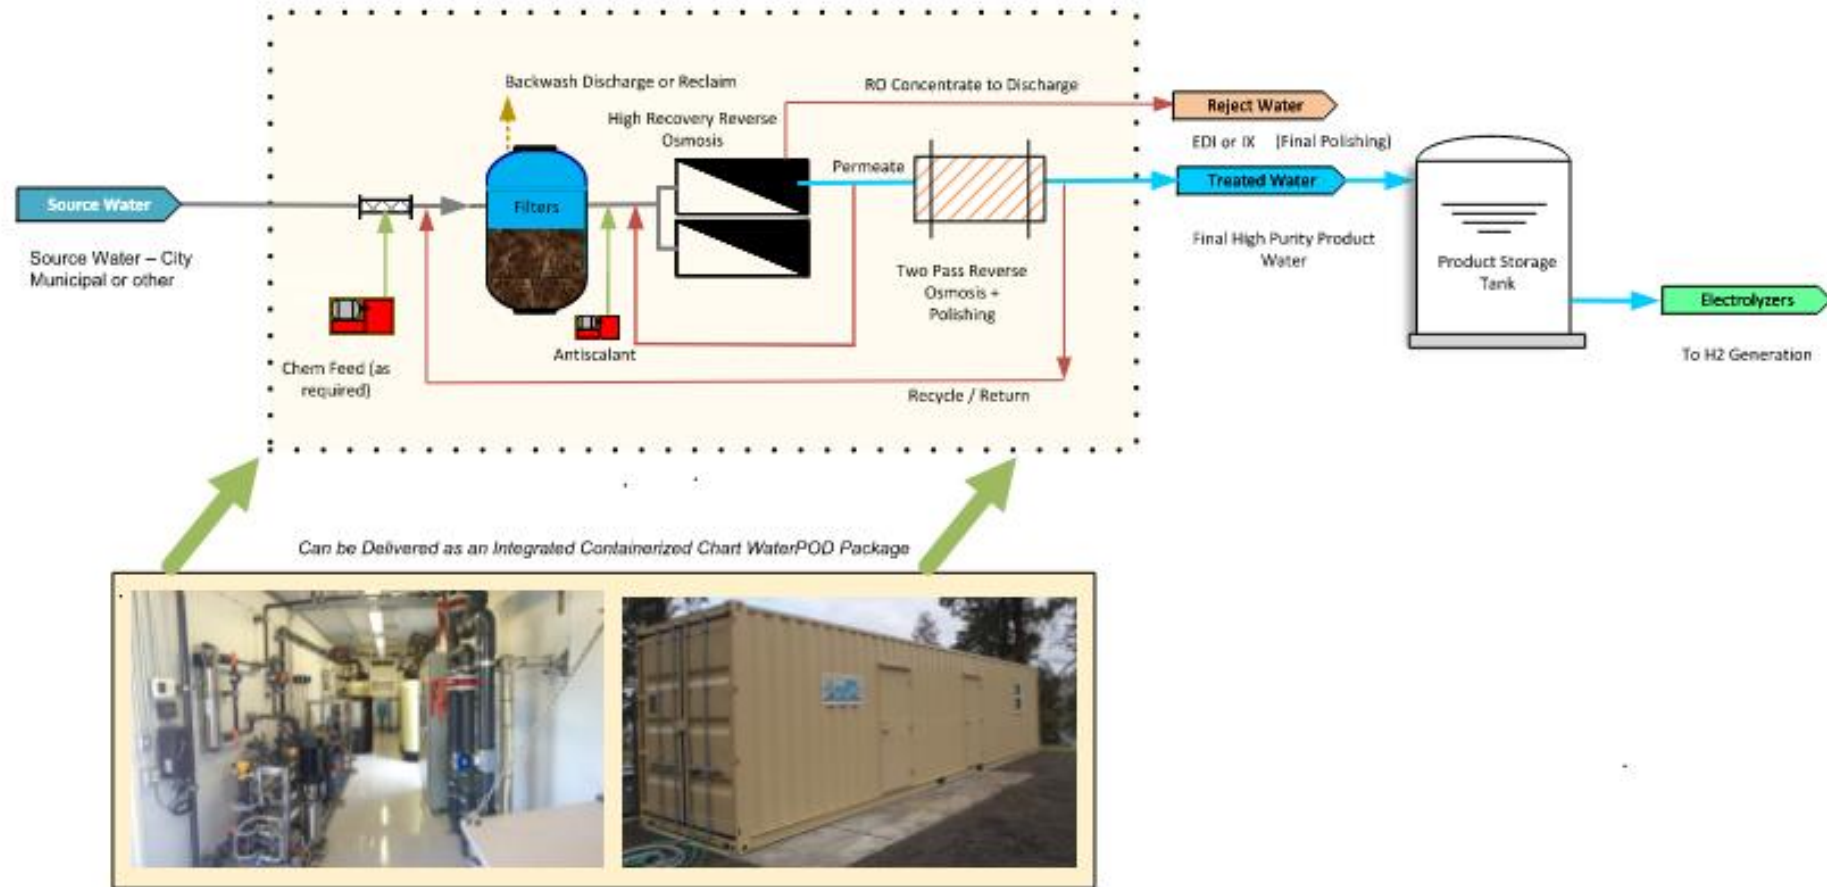 Backwash Discharge or Reclaim
RO Concentrate to Discharge
Reject Water
High Recovery Reverse
Osmosis
EDI or IX (Final Polishing)
Permeate
Treated Water
Source Water
Filters
Source Water – City
Municipal or other
Final High Purity Product
Water
Product Storage
Tank
Two Pass Reverse
Osmosis +
Polishing
Electrolyzers
To H2 Generation
Antiscalant
Chem Feed (as
required)
Recycle / Return
Can be Delivered as an Integrated Containerized Chart WaterPOD Package